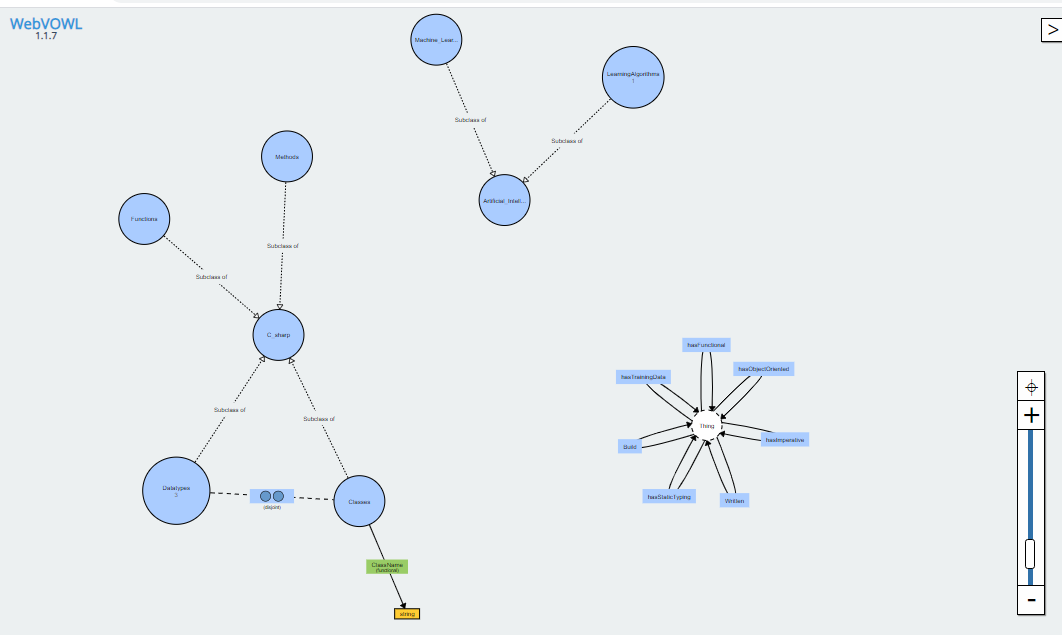 WebVOWL
1.1.7
>
Machine_Lear...
LearningAlgorithms
1
Subclass of
Subclass of
Methods
Artificial_Intell...
Functions
Subclass of
Subclass of
C_sharp
hasFunctional
hasObjectOriented
hasTrainingData
Subclass of
Subclass of
Thing
hasImperative
Build
+
Datatypes
3
(disjoint)
Classes
hasStaticTyping
Written
ClassName
(functional)
string
-